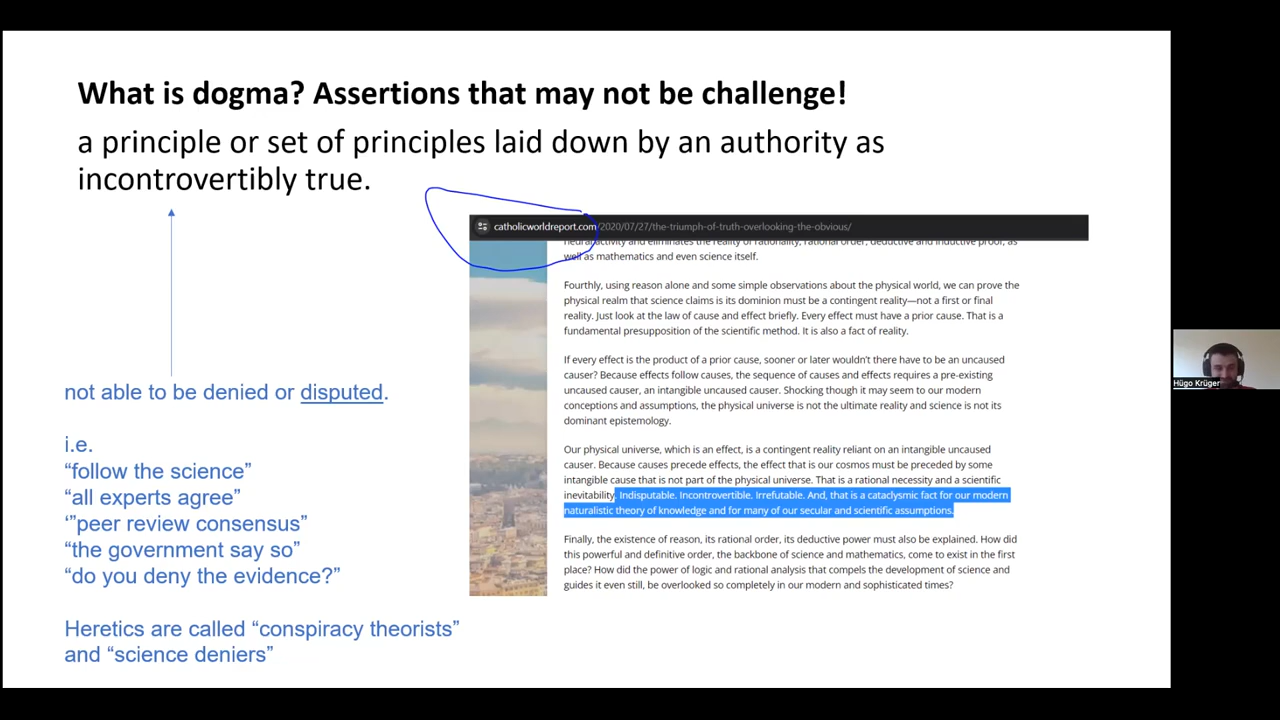 What is dogma? Assertions that may not be challenge!
a principle or set of principles laid down by an authority as
incontrovertibly true.
not able to be denied or disputed.
i.e.
“follow the science”
“all experts agree”
‘”peer review consensus”
“the government say so”
“do you deny the evidence?”
Heretics are called “conspiracy theorists”
and “science deniers”
catholicworldreport.com/2020/07/27/the-triumph-of-truth-overlooking-the-obvious/
neural activity and eliminates the reality of rationality, rational order, deductive and inductive proof, as
well as mathematics and even science itself.
Fourthly, using reason alone and some simple observations about the physical world, we can prove the
physical realm that science claims is its dominion must be a contingent reality—not a first or final
reality. Just look at the law of cause and effect briefly. Every effect must have a prior cause. That is a
fundamental presupposition of the scientific method. It is also a fact of reality.
If every effect is the product of a prior cause, sooner or later wouldn’t there have to be an uncaused
causer? Because effects follow causes, the sequence of causes and effects requires a pre-existing
uncaused causer, an intangible uncaused causer. Shocking though it may seem to our modern
conceptions and assumptions, the physical universe is not the ultimate reality and science is not its
dominant epistemology.
Our physical universe, which is an effect, is a contingent reality reliant on an intangible uncaused
causer. Because causes precede effects, the effect that is our cosmos must be preceded by some
intangible cause that is not part of the physical universe. That is a rational necessity and a scientific
inevitability. Indisputable. Incontrovertible. Irrefutable. And, that is a cataclysmic fact for our modern
naturalistic theory of knowledge and for many of our secular and scientific assumptions.
Finally, the existence of reason, its rational order, its deductive power must also be explained. How did
this powerful and definitive order, the backbone of science and mathematics, come to exist in the first
place? How did the power of logic and rational analysis that compels the development of science and
guides it even still, be overlooked so completely in our modern and sophisticated times?
Hügo Krüger